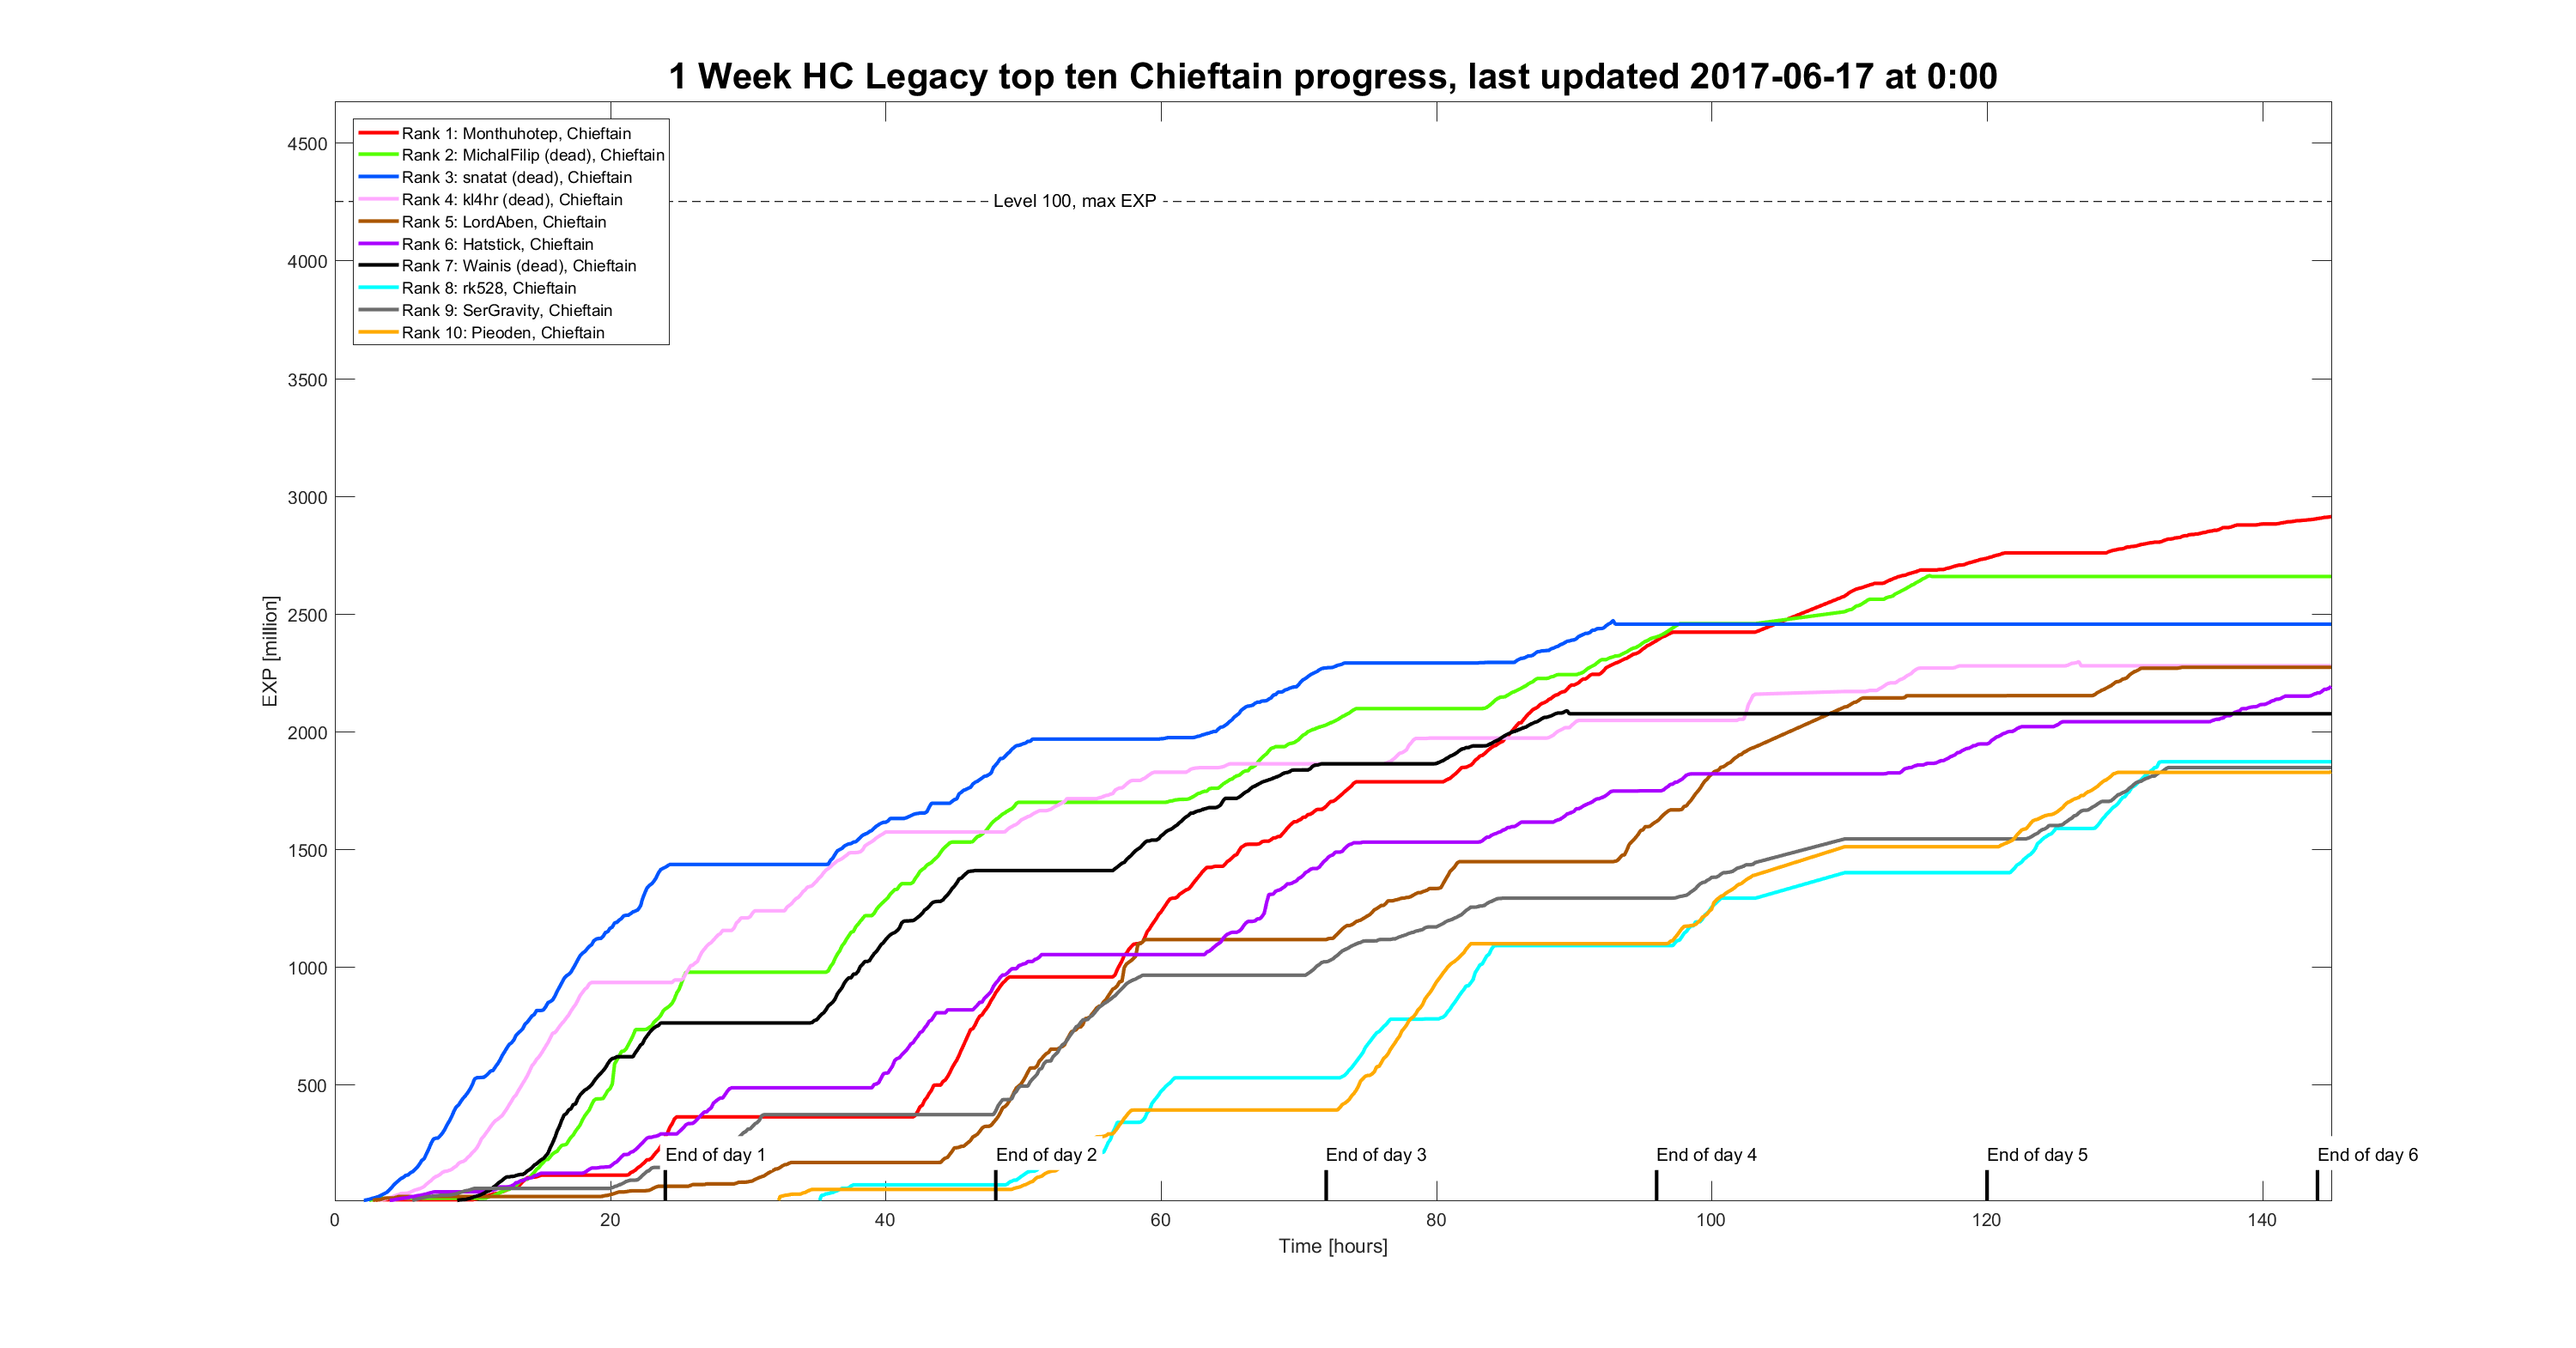 1 Week HC Legacy top ten Chieftain progress, last updated 2017-06-17 at 0:00
Rank 1: Monthuhotep, Chieftain
Rank 2: MichalFilip (dead), Chieftain
Rank 3: snatat (dead), Chieftain
Rank 4: kl4hr (dead), Chieftain
Rank 5: LordAben, Chieftain
Rank 6: Hatstick, Chieftain
Rank 7: Wainis (dead), Chieftain
Rank 8: rk528, Chieftain
Rank 9: SerGravity, Chieftain
Rank 10: Pieoden, Chieftain
Level 100, max EXP
4500
4000
3500
3000
2500
2000
1500
1000
500
EXP [million]
End of day 1
End of day 2
End of day 3
End of day 4
End of day 5
End of day 6
0
20
40
60
80
100
120
140
Time [hours]